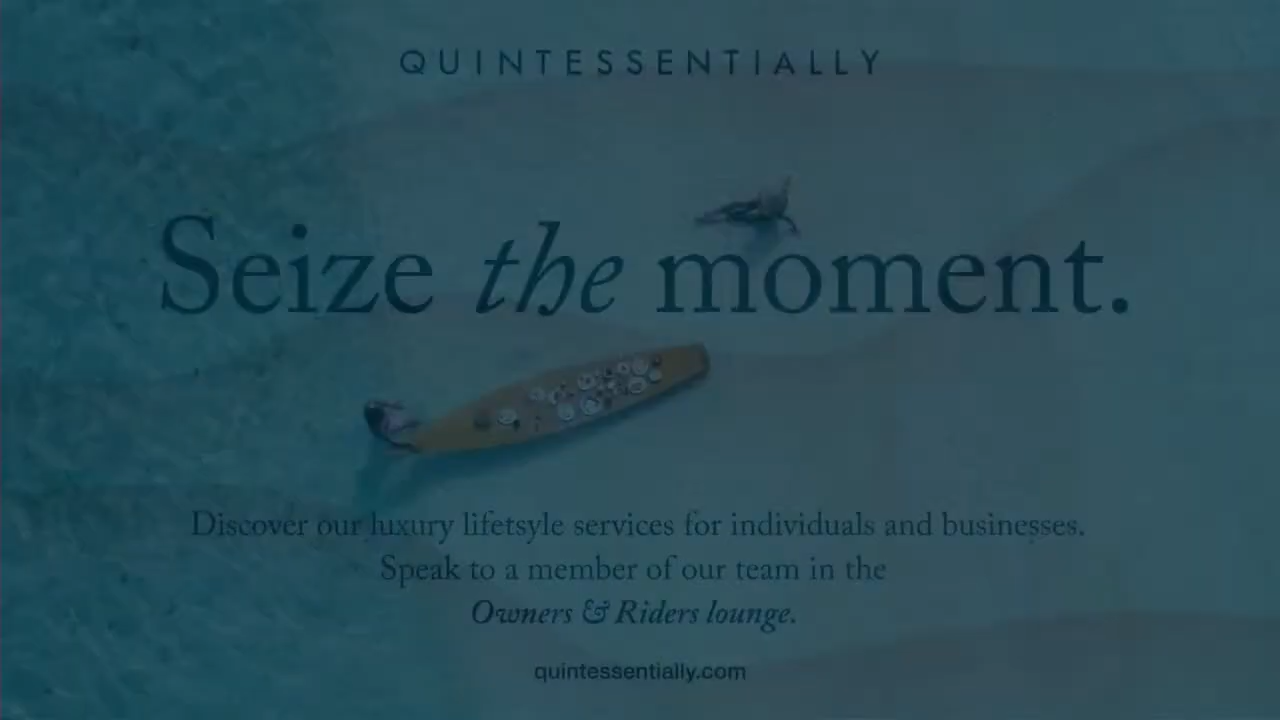 QUINTESSENTIALLY
Seize the moment.
Discover our luxury lifetsyle services for individuals and businesses.
Speak to a member of our team in the
Owners & Riders lounge.
quintessentially.com